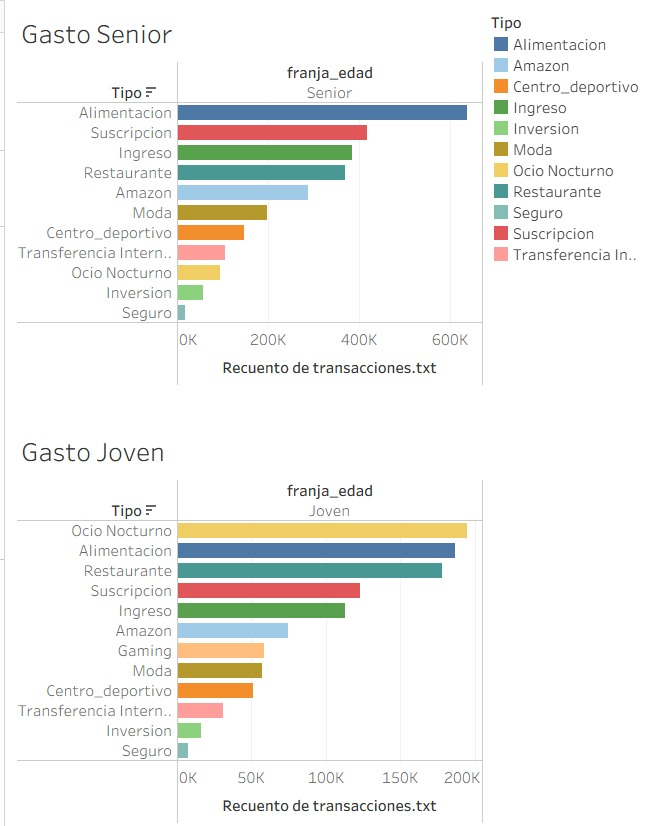 Gasto Senior
franja_edad
Tipo
Senior
Alimentacion
Suscripcion
Ingreso
Restaurante
Amazon
Moda
Centro_deportivo
Transferencia Intern..
Ocio Nocturno
Inversion
Seguro
0K 200K 400K 600K
Recuento de transacciones.txt
Tipo
Alimentacion
Amazon
Centro_deportivo
Ingreso
Inversion
Moda
Ocio Nocturno
Restaurante
Seguro
Suscripcion
Transferencia In..
Gasto Joven
franja_edad
Tipo
Joven
Ocio Nocturno
Alimentacion
Restaurante
Suscripcion
Ingreso
Amazon
Gaming
Moda
Centro_deportivo
Transferencia Intern..
Inversion
Seguro
0K 50K 100K 150K 200K
Recuento de transacciones.txt